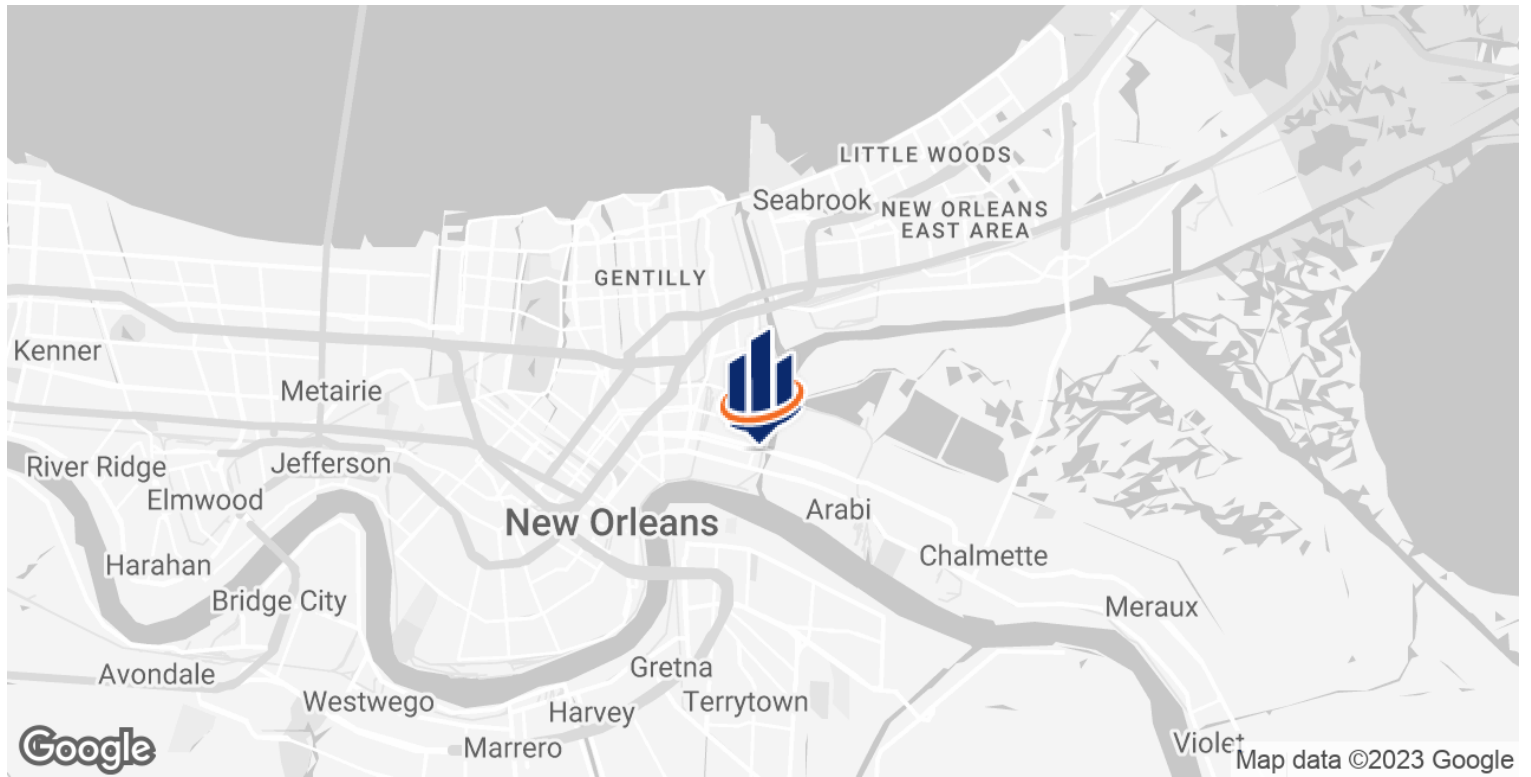 LITTLE WOODS
Seabrook
NEW ORLEANS
EAST AREA
GENTILLY
Kenner
Metairie
River Ridge
Jefferson
Elmwood
New Orleans
Arabi
Chalmette
Harahan
Bridge City
Meraux
Avondale
Gretna
Westwego
Terrytown
Harvey
Marrero
Violet
Google
Map data ©2023 Google